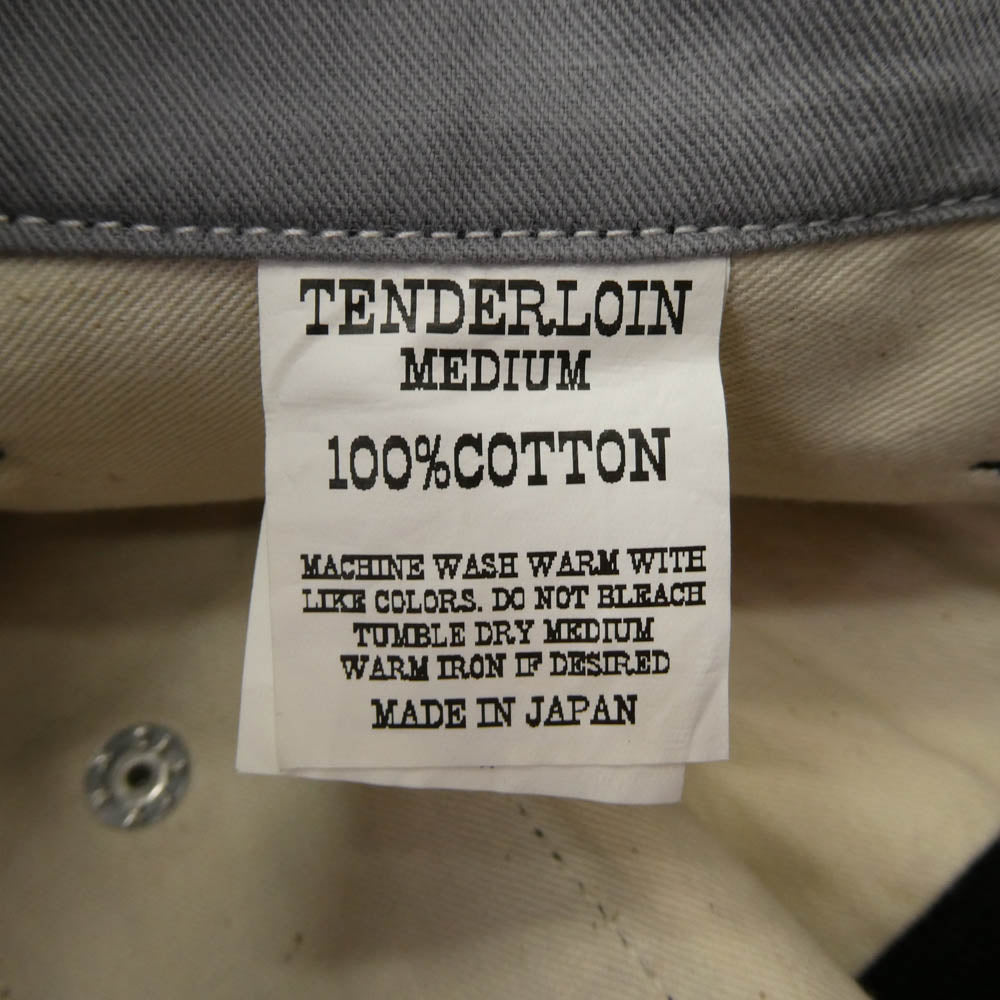 TENDERLOIN
MEDIUM
100%COTTON
MACHINE WASH WARM WITH
LIKE COLORS. DO NOT BLEACH
TUMBLE DRY MEDIUM
WARM IRON IF DESIRED
MADE IN JAPAN